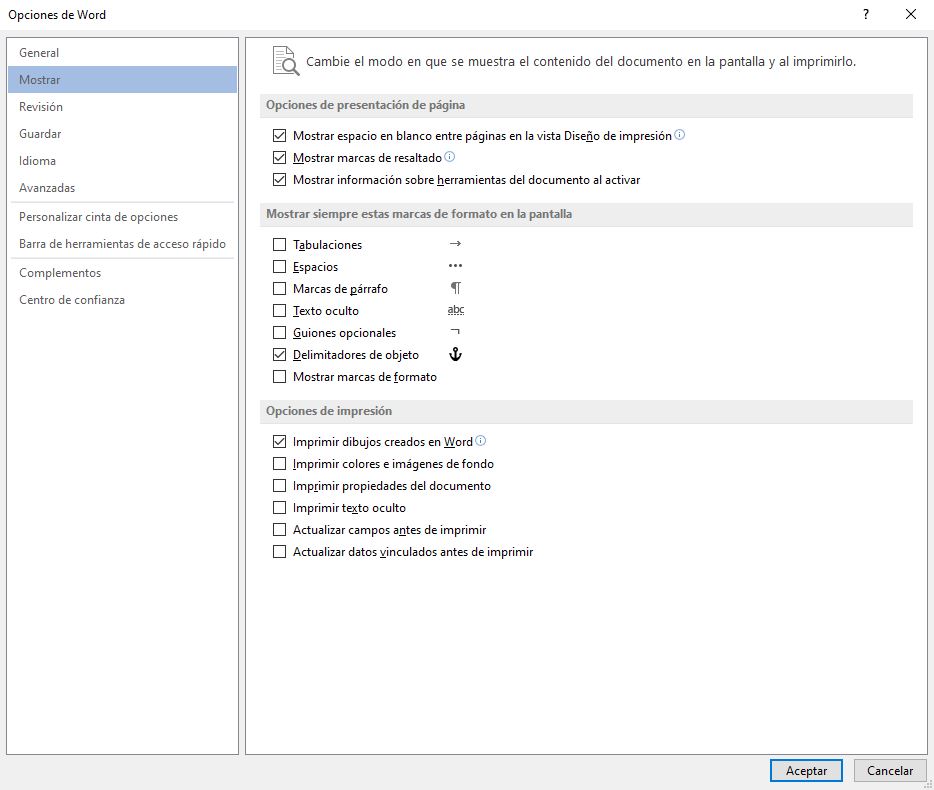 Opciones de Word
?
General
Mostrar
Revisión
Guardar
Idioma
Avanzadas
Personalizar cinta de opciones
Barra de herramientas de acceso rápido
Complementos
Centro de confianza
Cambie el modo en que se muestra el contenido del documento en la pantalla y al imprimirlo.
Opciones de presentación de página
Mostrar espacio en blanco entre páginas en la vista Diseño de impresión
Mostrar marcas de resaltado
Mostrar información sobre herramientas del documento al activar
Mostrar siempre estas marcas de formato en la pantalla
Tabulaciones →
Espacios •••
Marcas de párrafo ¶
Texto oculto abc
Guiones opcionales ¬
Delimitadores de objeto
Mostrar marcas de formato
Opciones de impresión
Imprimir dibujos creados en Word
Imprimir colores e imágenes de fondo
Imprimir propiedades del documento
Imprimir texto oculto
Actualizar campos antes de imprimir
Actualizar datos vinculados antes de imprimir
Aceptar Cancelar